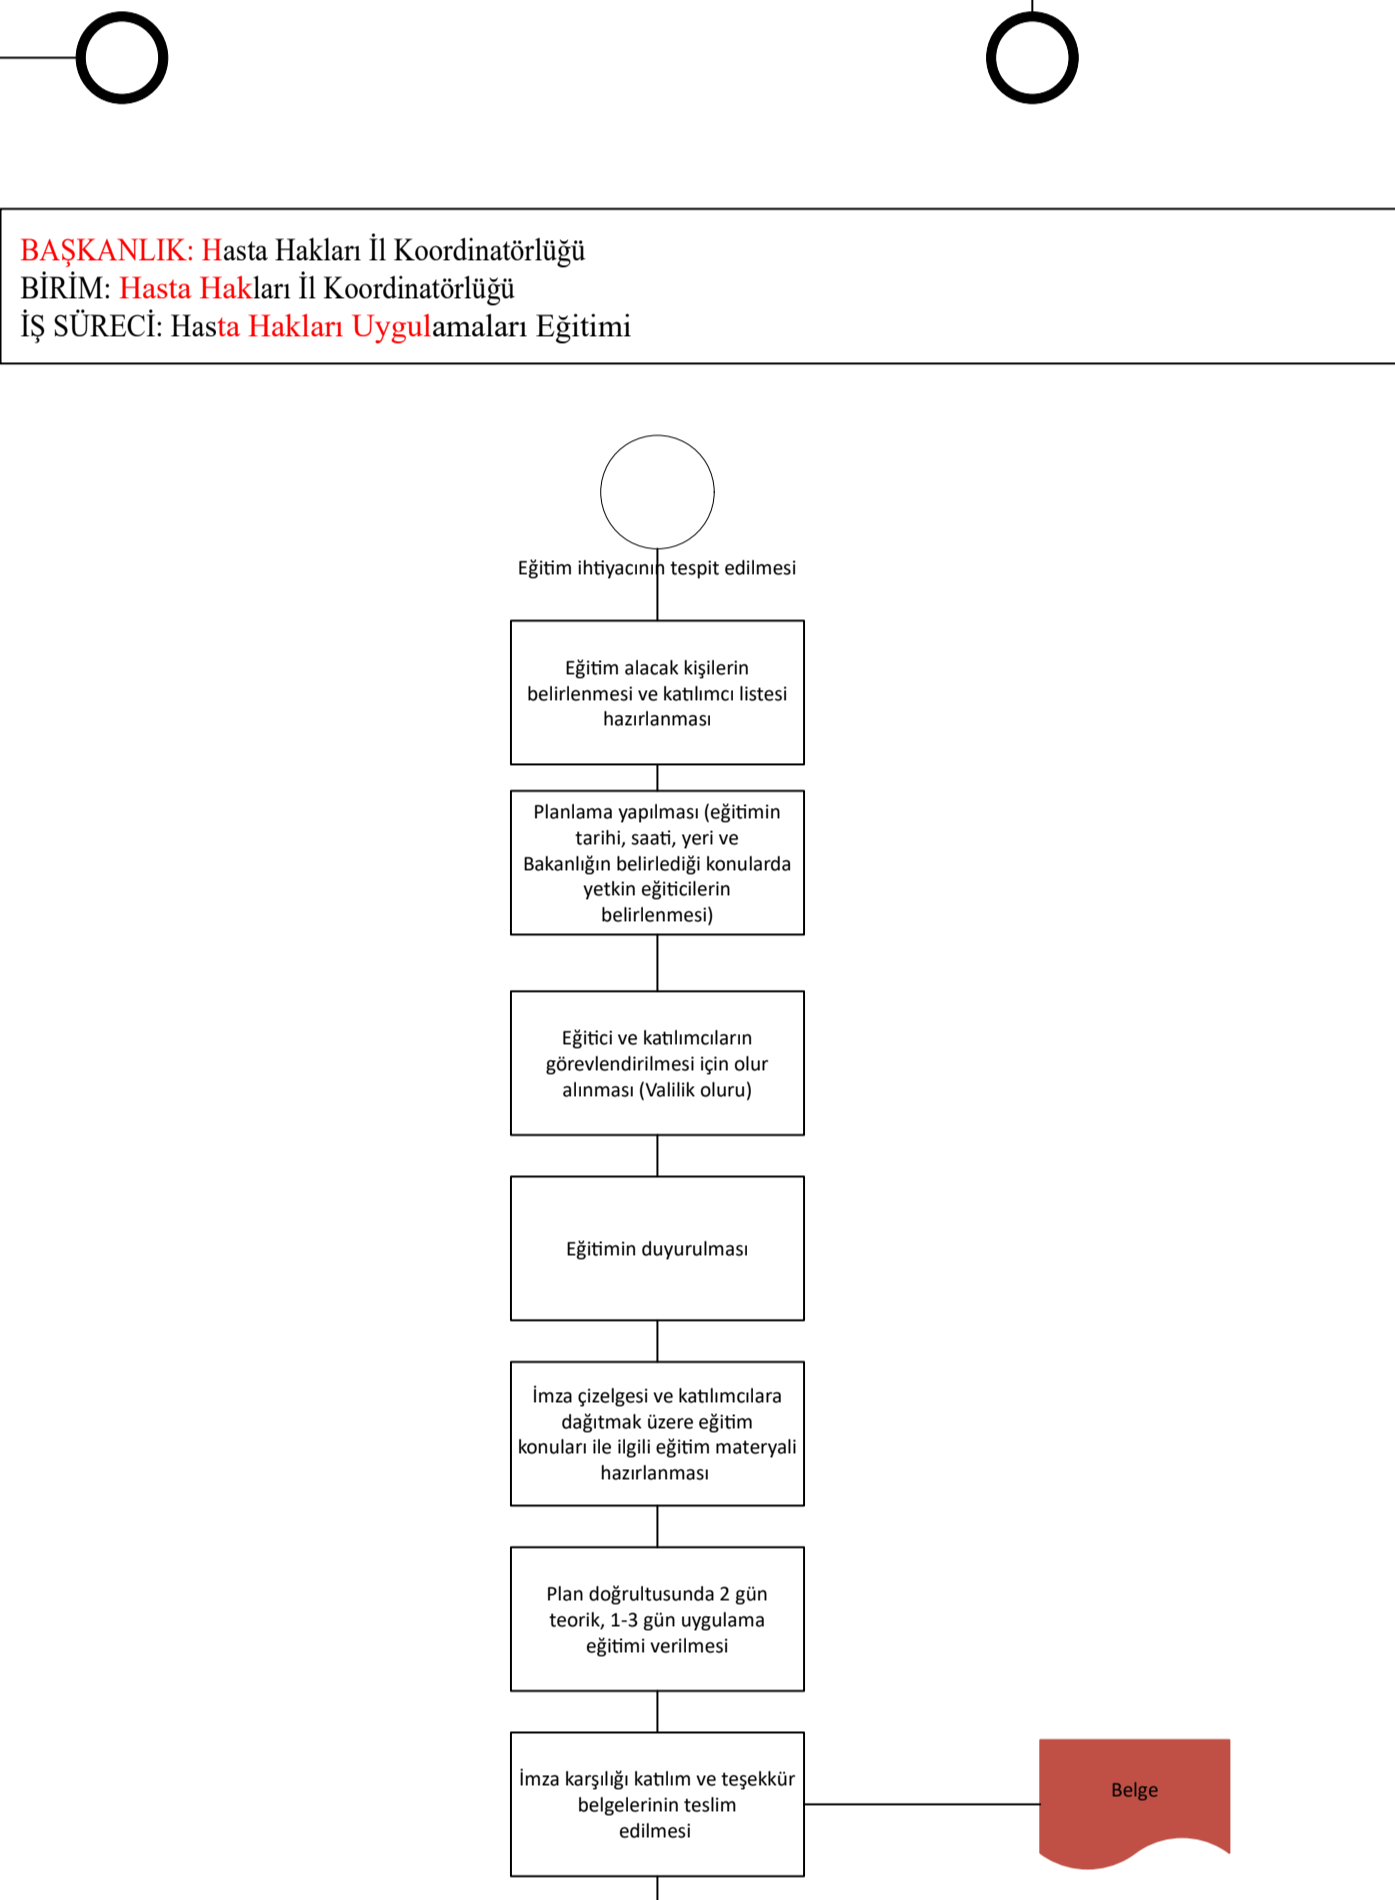 BAŞKANLIK: Hasta Hakları İl Koordinatörlüğü
BİRİM: Hasta Hakları İl Koordinatörlüğü
İŞ SÜRECİ: Hasta Hakları Uygulamaları Eğitimi
Eğitim ihtiyacının tespit edilmesi
Eğitim alacak kişilerin
belirlenmesi ve katılımcı listesi
hazırlanması
Planlama yapılması (eğitimin
tarihi, saati, yeri ve
Bakanlığın belirlediği konularda
yetkin eğiticilerin
belirlenmesi)
Eğitici ve katılımcıların
görevlendirilmesi için olur
alınması (Valilik oluru)
Eğitimin duyurulması
İmza çizelgesi ve katılımcılara
dağıtmak üzere eğitim
konuları ile ilgili eğitim materyali
hazırlanması
Plan doğrultusunda 2 gün
teorik, 1-3 gün uygulama
eğitimi verilmesi
İmza karşılığı katılım ve teşekkür
belgelerinin teslim
edilmesi
Belge